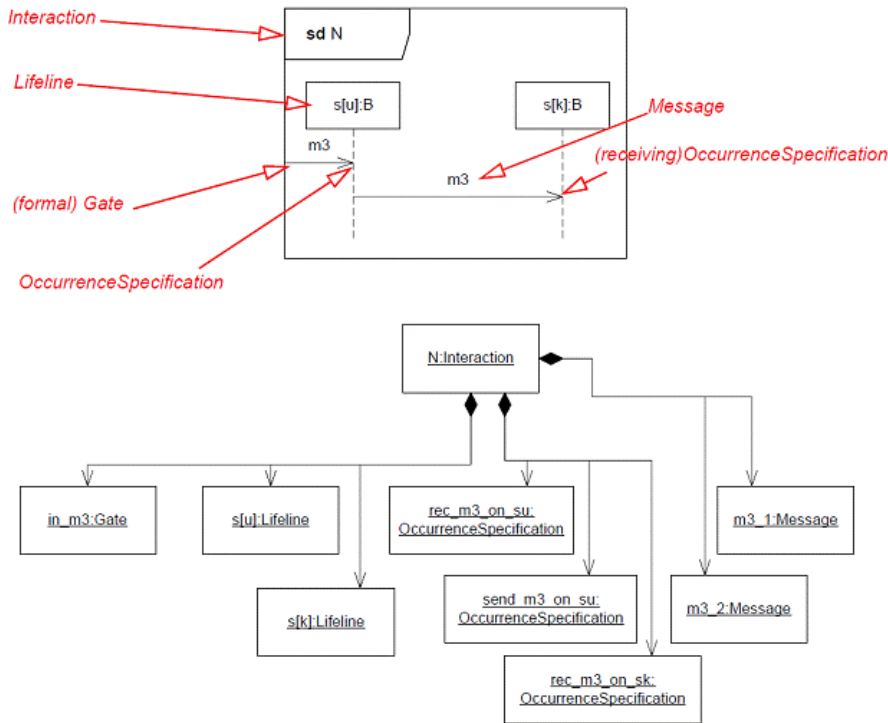 Interaction
sd N
Lifeline
s[u]:B
s[k]:B
Message
m3
(receiving)OccurrenceSpecification
m3
(formal) Gate
OccurrenceSpecification
N:Interaction
in_m3:Gate
s[u]:Lifeline
rec_m3_on_su:
OccurrenceSpecification
m3_1:Message
s[k]:Lifeline
send_m3_on_su:
OccurrenceSpecification
m3_2:Message
rec_m3_on_sk:
OccurrenceSpecification